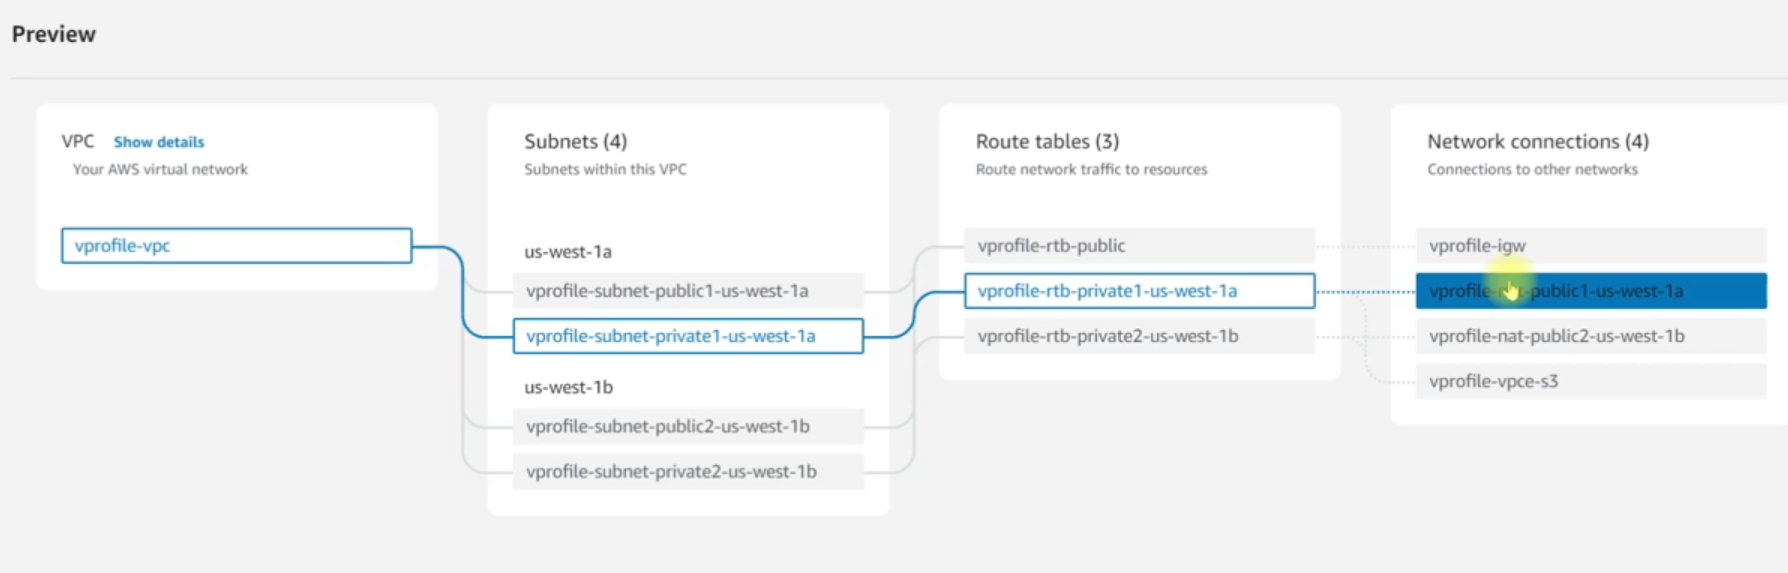 Preview
VPC Show details
Your AWS virtual network
vprofile-vpc
Subnets (4)
Subnets within this VPC
us-west-1a
vprofile-subnet-public1-us-west-1a
vprofile-subnet-private1-us-west-1a
us-west-1b
vprofile-subnet-public2-us-west-1b
vprofile-subnet-private2-us-west-1b
Route tables (3)
Route network traffic to resources
vprofile-rtb-public
vprofile-rtb-private1-us-west-1a
vprofile-rtb-private2-us-west-1b
Network connections (4)
Connections to other networks
vprofile-igw
vprofile-nat-public1-us-west-1a
vprofile-nat-public2-us-west-1b
vprofile-vpce-s3